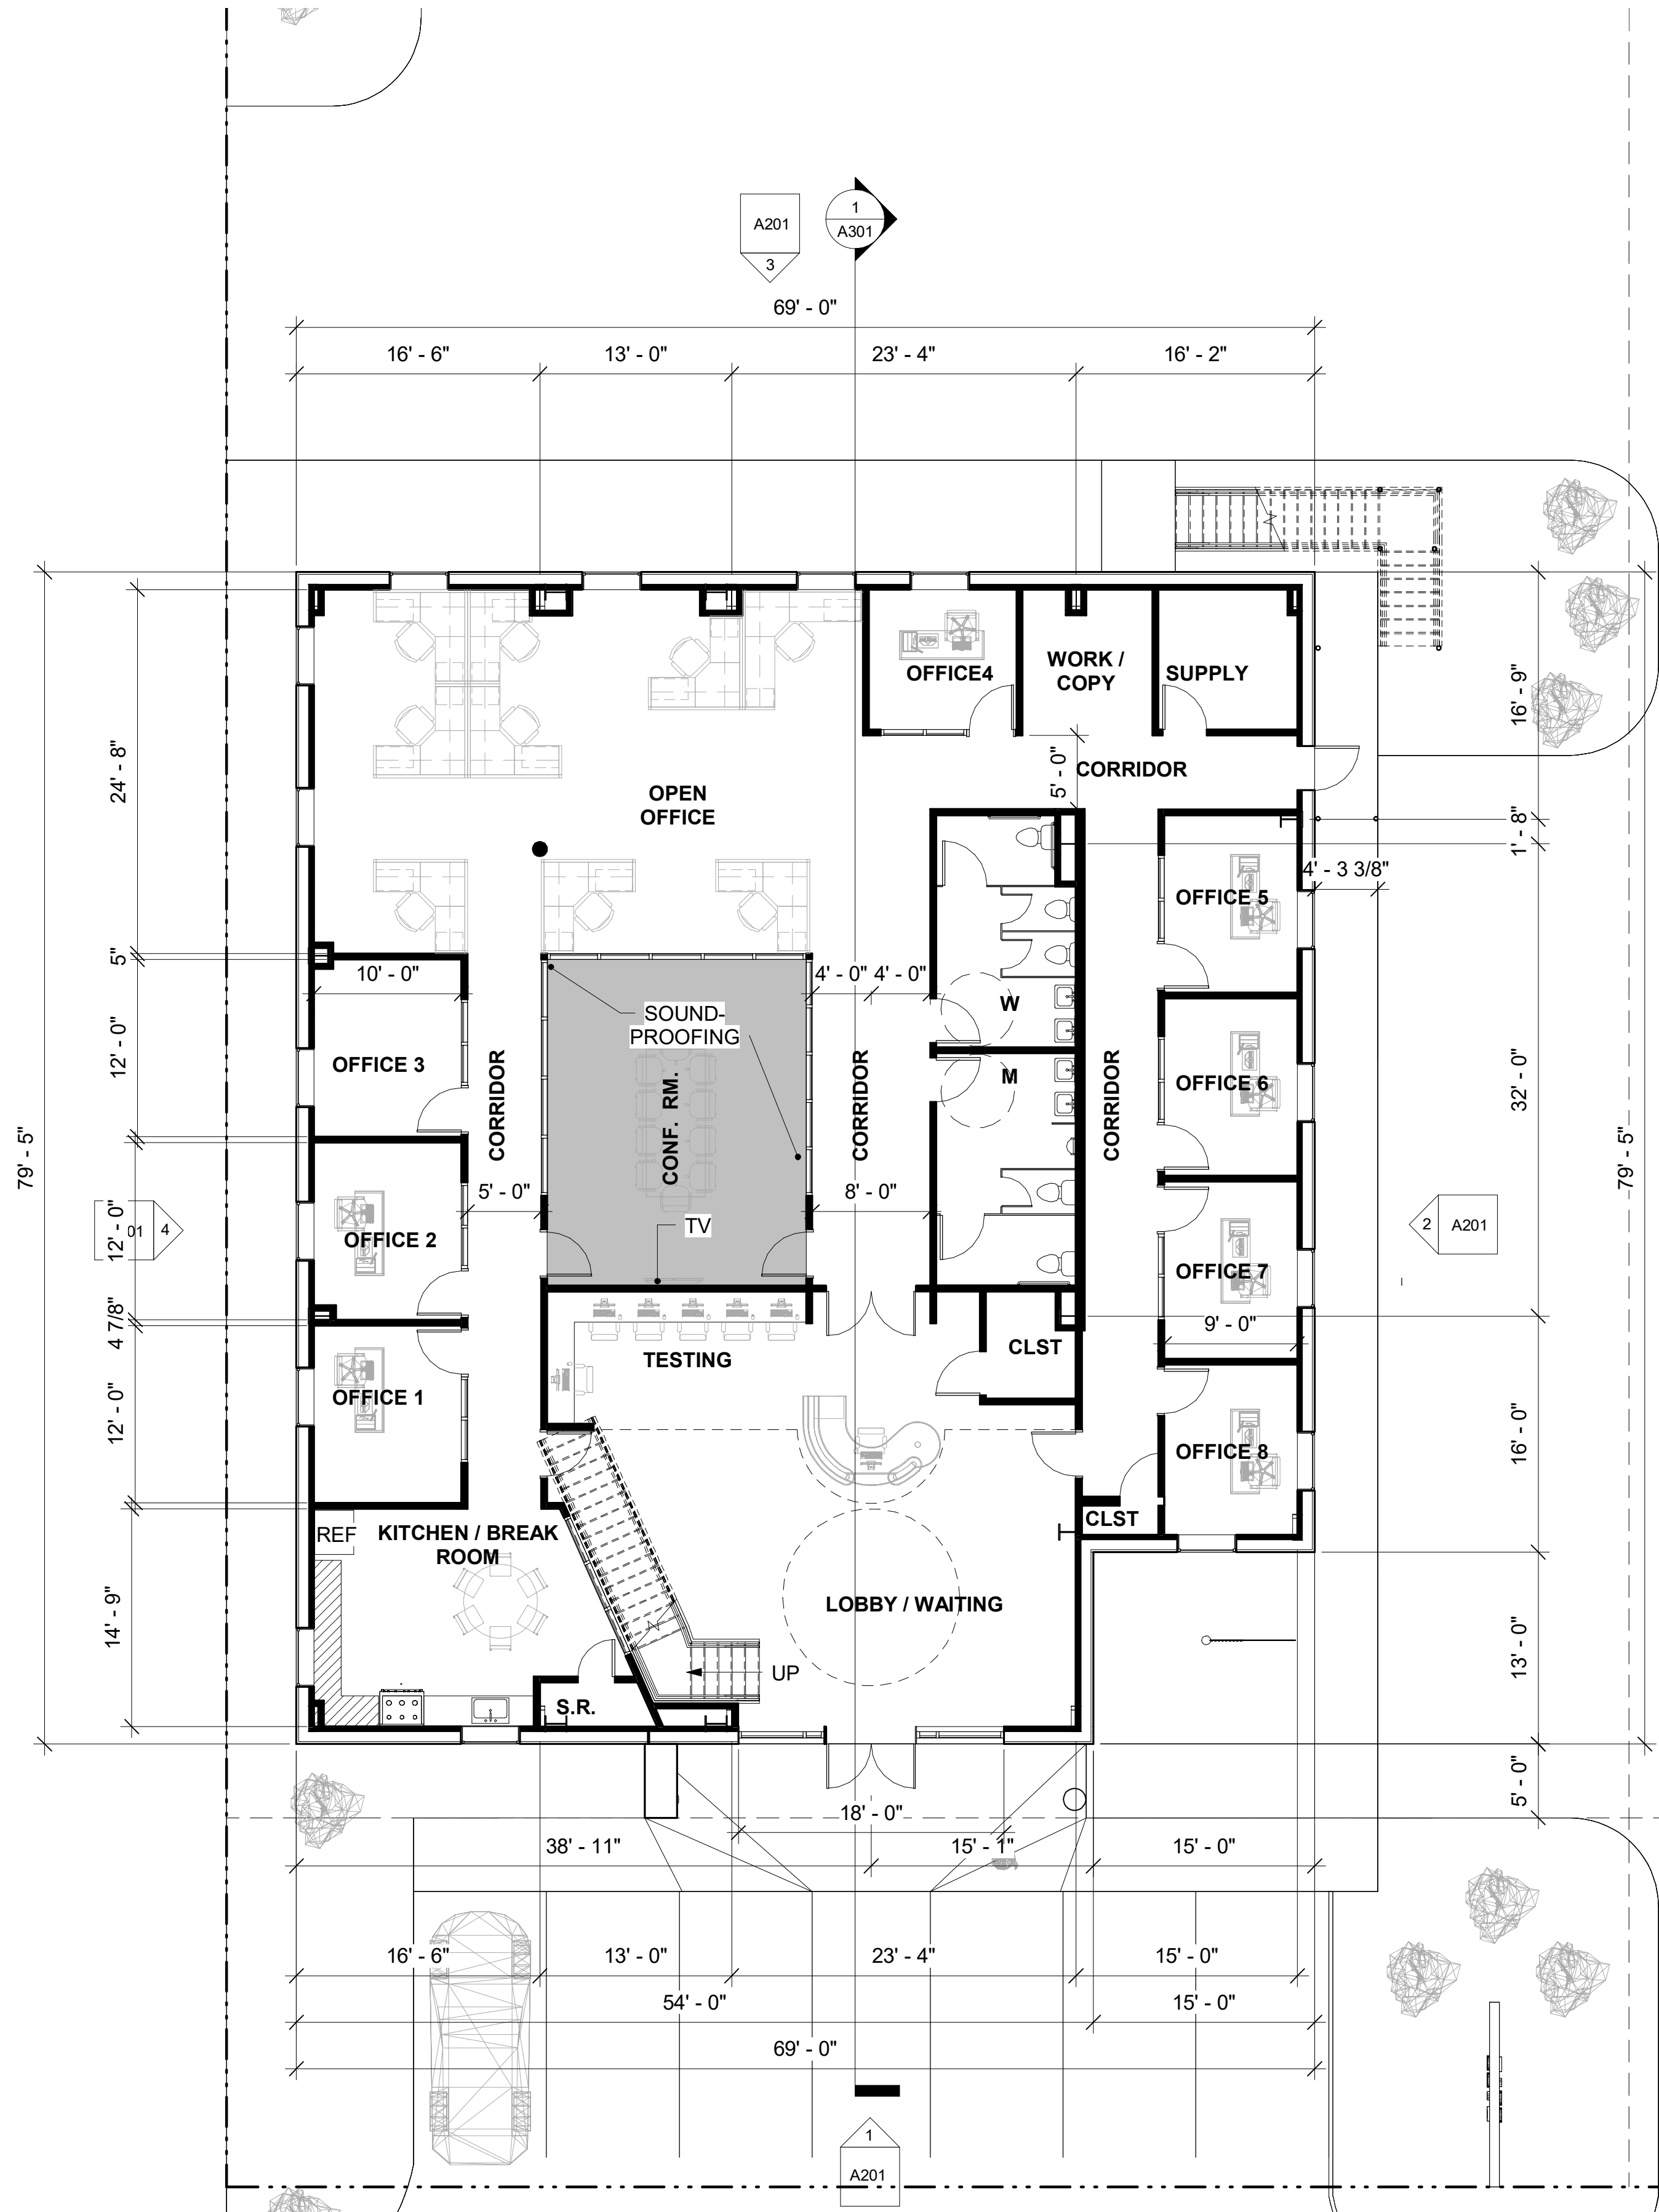 1
A201
A301
3
69' - 0"
16' - 6"
13' - 0"
23' - 4"
16' - 2"
OFFICE4
WORK /
COPY
SUPPLY
16' - 9"
24' - 8"
OPEN
OFFICE
5' - 0"
CORRIDOR
1' - 8"
4' - 3 3/8"
OFFICE 5
5"
10' - 0"
4' - 0"
4' - 0"
W
SOUND-
PROOFING
12' - 0"
OFFICE 3
CORRIDOR
CONF. RM.
CORRIDOR
M
CORRIDOR
OFFICE 6
32' - 0"
79' - 5"
79' - 5"
5' - 0"
8' - 0"
01
4
12' - 0"
OFFICE 2
TV
2
A201
OFFICE 7
4 7/8"
9' - 0"
TESTING
CLST
12' - 0"
OFFICE 1
OFFICE 8
16' - 0"
REF
KITCHEN / BREAK
ROOM
CLST
14' - 9"
LOBBY / WAITING
13' - 0"
UP
S.R.
5' - 0"
18' - 0"
38' - 11"
15' - 1"
15' - 0"
16' - 6"
13' - 0"
23' - 4"
15' - 0"
54' - 0"
15' - 0"
69' - 0"
1
A201